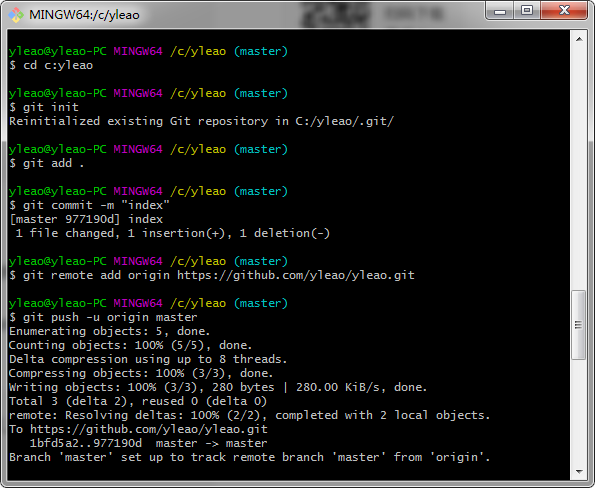 MINGW64:/c/yleao
yleao@yleao-PC MINGW64 /c/yleao (master)
$ cd c:yleao
yleao@yleao-PC MINGW64 /c/yleao (master)
$ git init
Reinitialized existing Git repository in C:/yleao/.git/
yleao@yleao-PC MINGW64 /c/yleao (master)
$ git add .
yleao@yleao-PC MINGW64 /c/yleao (master)
$ git commit -m "index"
[master 977190d] index
1 file changed, 1 insertion(+), 1 deletion(-)
yleao@yleao-PC MINGW64 /c/yleao (master)
$ git remote add origin https://github.com/yleao/yleao.git
yleao@yleao-PC MINGW64 /c/yleao (master)
$ git push -u origin master
Enumerating objects: 5, done.
Counting objects: 100% (5/5), done.
Delta compression using up to 8 threads.
Compressing objects: 100% (3/3), done.
Writing objects: 100% (3/3), 280 bytes | 280.00 KiB/s, done.
Total 3 (delta 2), reused 0 (delta 0)
remote: Resolving deltas: 100% (2/2), completed with 2 local objects.
To https://github.com/yleao/yleao.git
1bfd5a2..977190d  master -> master
Branch 'master' set up to track remote branch 'master' from 'origin'.